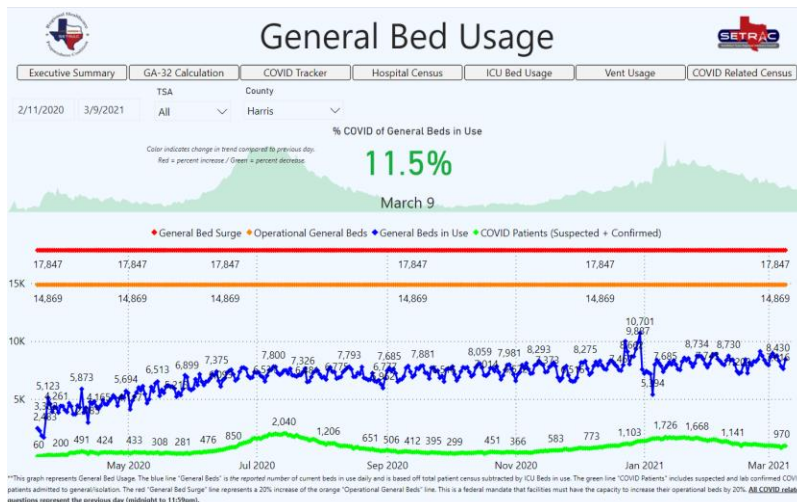 General Bed Usage
SETRAC
Executive Summary GA-32 Calculation COVID Tracker Hospital Census ICU Bed Usage Vent Usage COVID Related Census
TSA County
2/11/2020 3/9/2021 All Harris
% COVID of General Beds in Use
Color indicates change in trend compared to previous day.
Red = percent increase / Green = percent decrease.
11.5%
March 9
General Bed Surge Operational General Beds General Beds in Use COVID Patients (Suspected + Confirmed)
17,847 17,847 17,847 17,847 17,847 17,847
15K
14,869 14,869 14,869 14,869 14,869 14,869
10,701
10K
8,059 7,981 8,293 8,275 8,734 8,730 8,430
7,375 7,800 7,326 7,793 7,685 7,881 7,685
5,123 5,873 5,694 6,513 6,899
5K
2,040
60 200 491 424 433 308 281 476 850 1,206 651 506 412 395 299 451 366 583 773 1,103 1,726 1,668 1,141 970
May 2020 Jul 2020 Sep 2020 Nov 2020 Jan 2021 Mar 2021
**This graph represents General Bed Usage. The blue line "General Beds" is the reported number of current beds in use daily and is based off total patient census subtracted by ICU Beds in use. The green line "COVID Patients" includes suspected and lab confirmed COVI
patients admitted to general/isolation. The red "General Bed Surge" line represents a 20% increase of the orange "Operational General Beds" line. This is a federal mandate that facilities must have the capacity to increase their operational beds by 20%. All COVID relat
questions represent the previous day (midnight to 11:59pm).